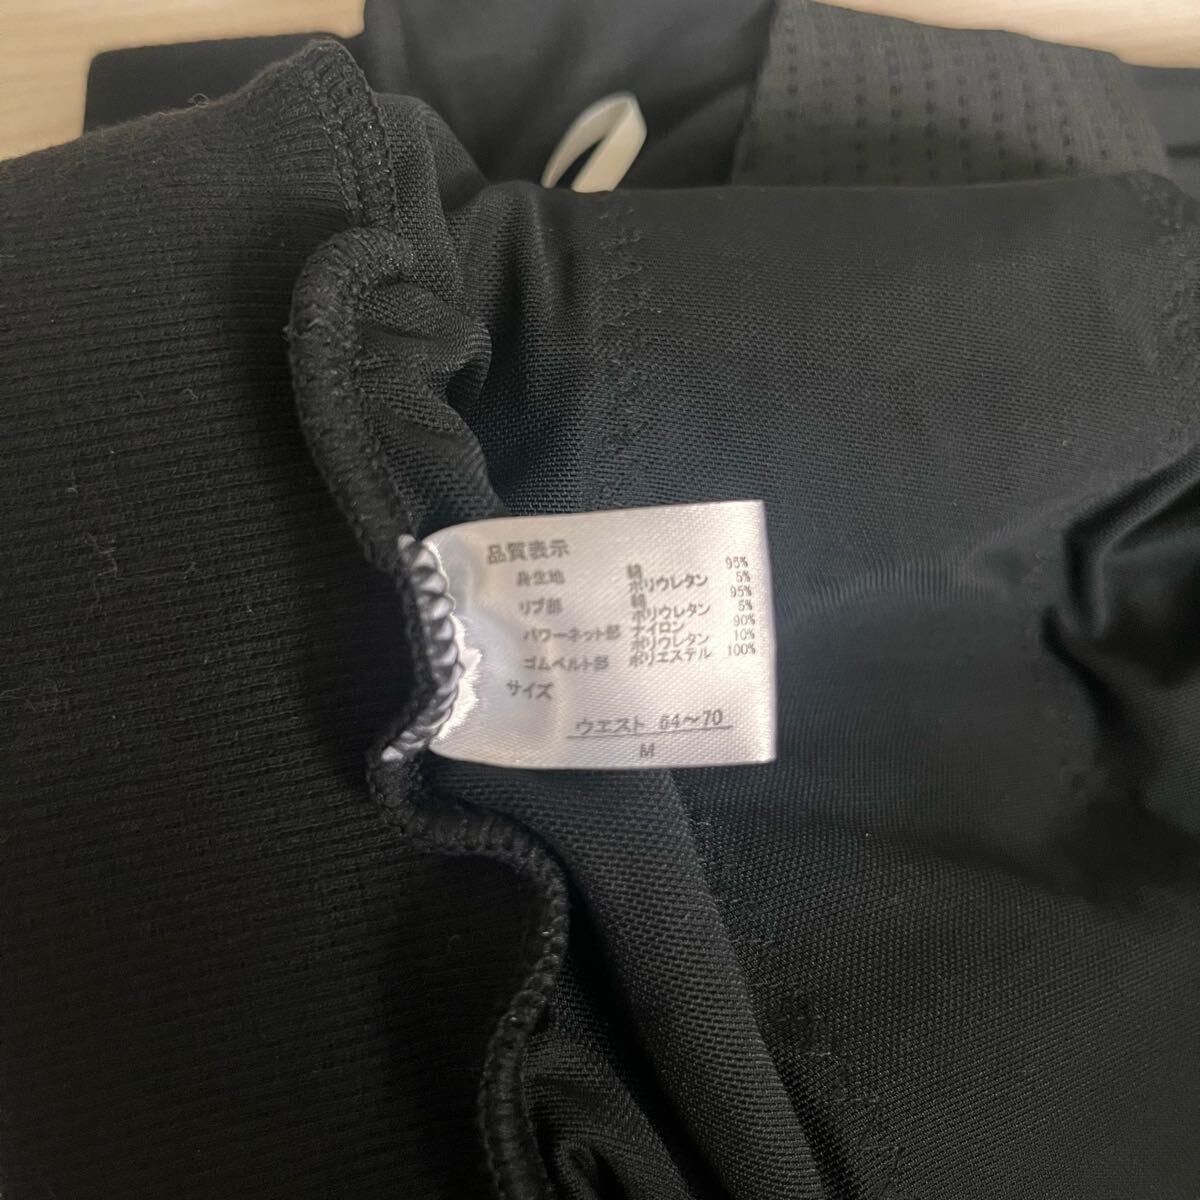 品質表示
身生地 綿 95%
ポリウレタン 5%
リブ部 綿 95%
ポリウレタン 5%
パワーネット部 ナイロン 90%
ポリウレタン 10%
ゴムベルト部 ポリエステル 100%
サイズ
ウエスト 64～70
M